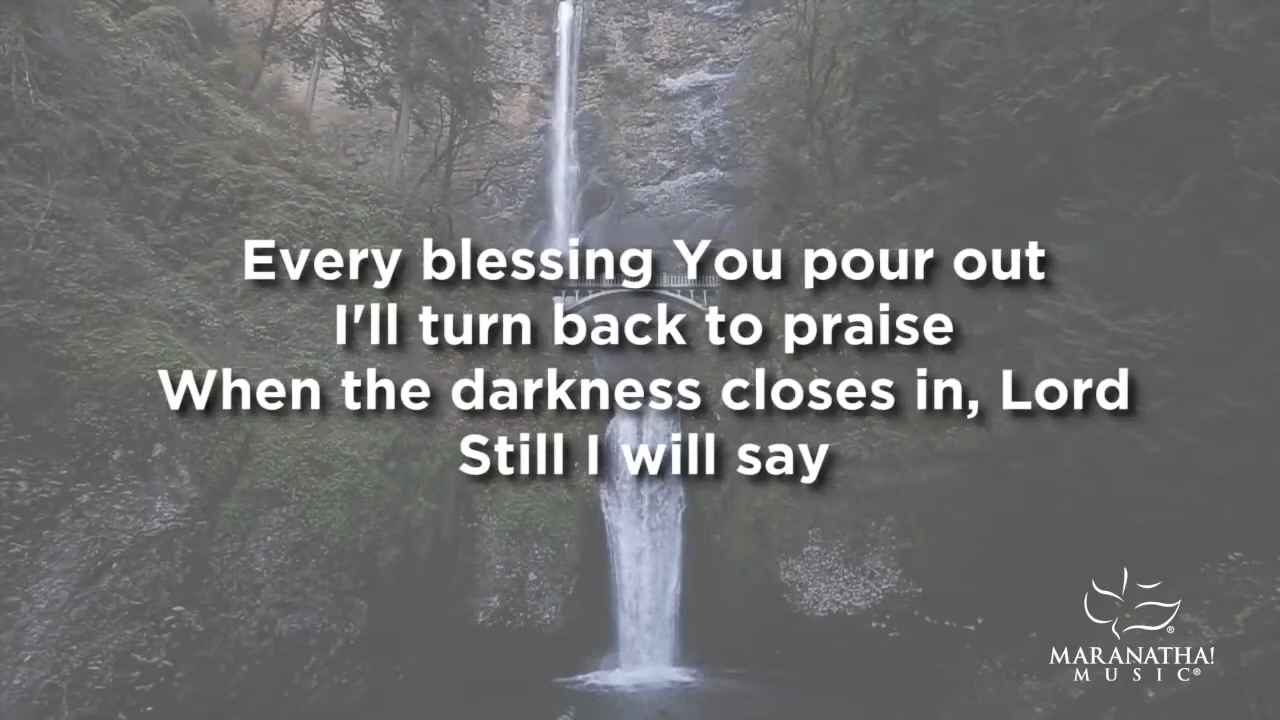 Every blessing You pour out
I'll turn back to praise
When the darkness closes in, Lord
Still I will say
MARANATHA!
MUSIC®